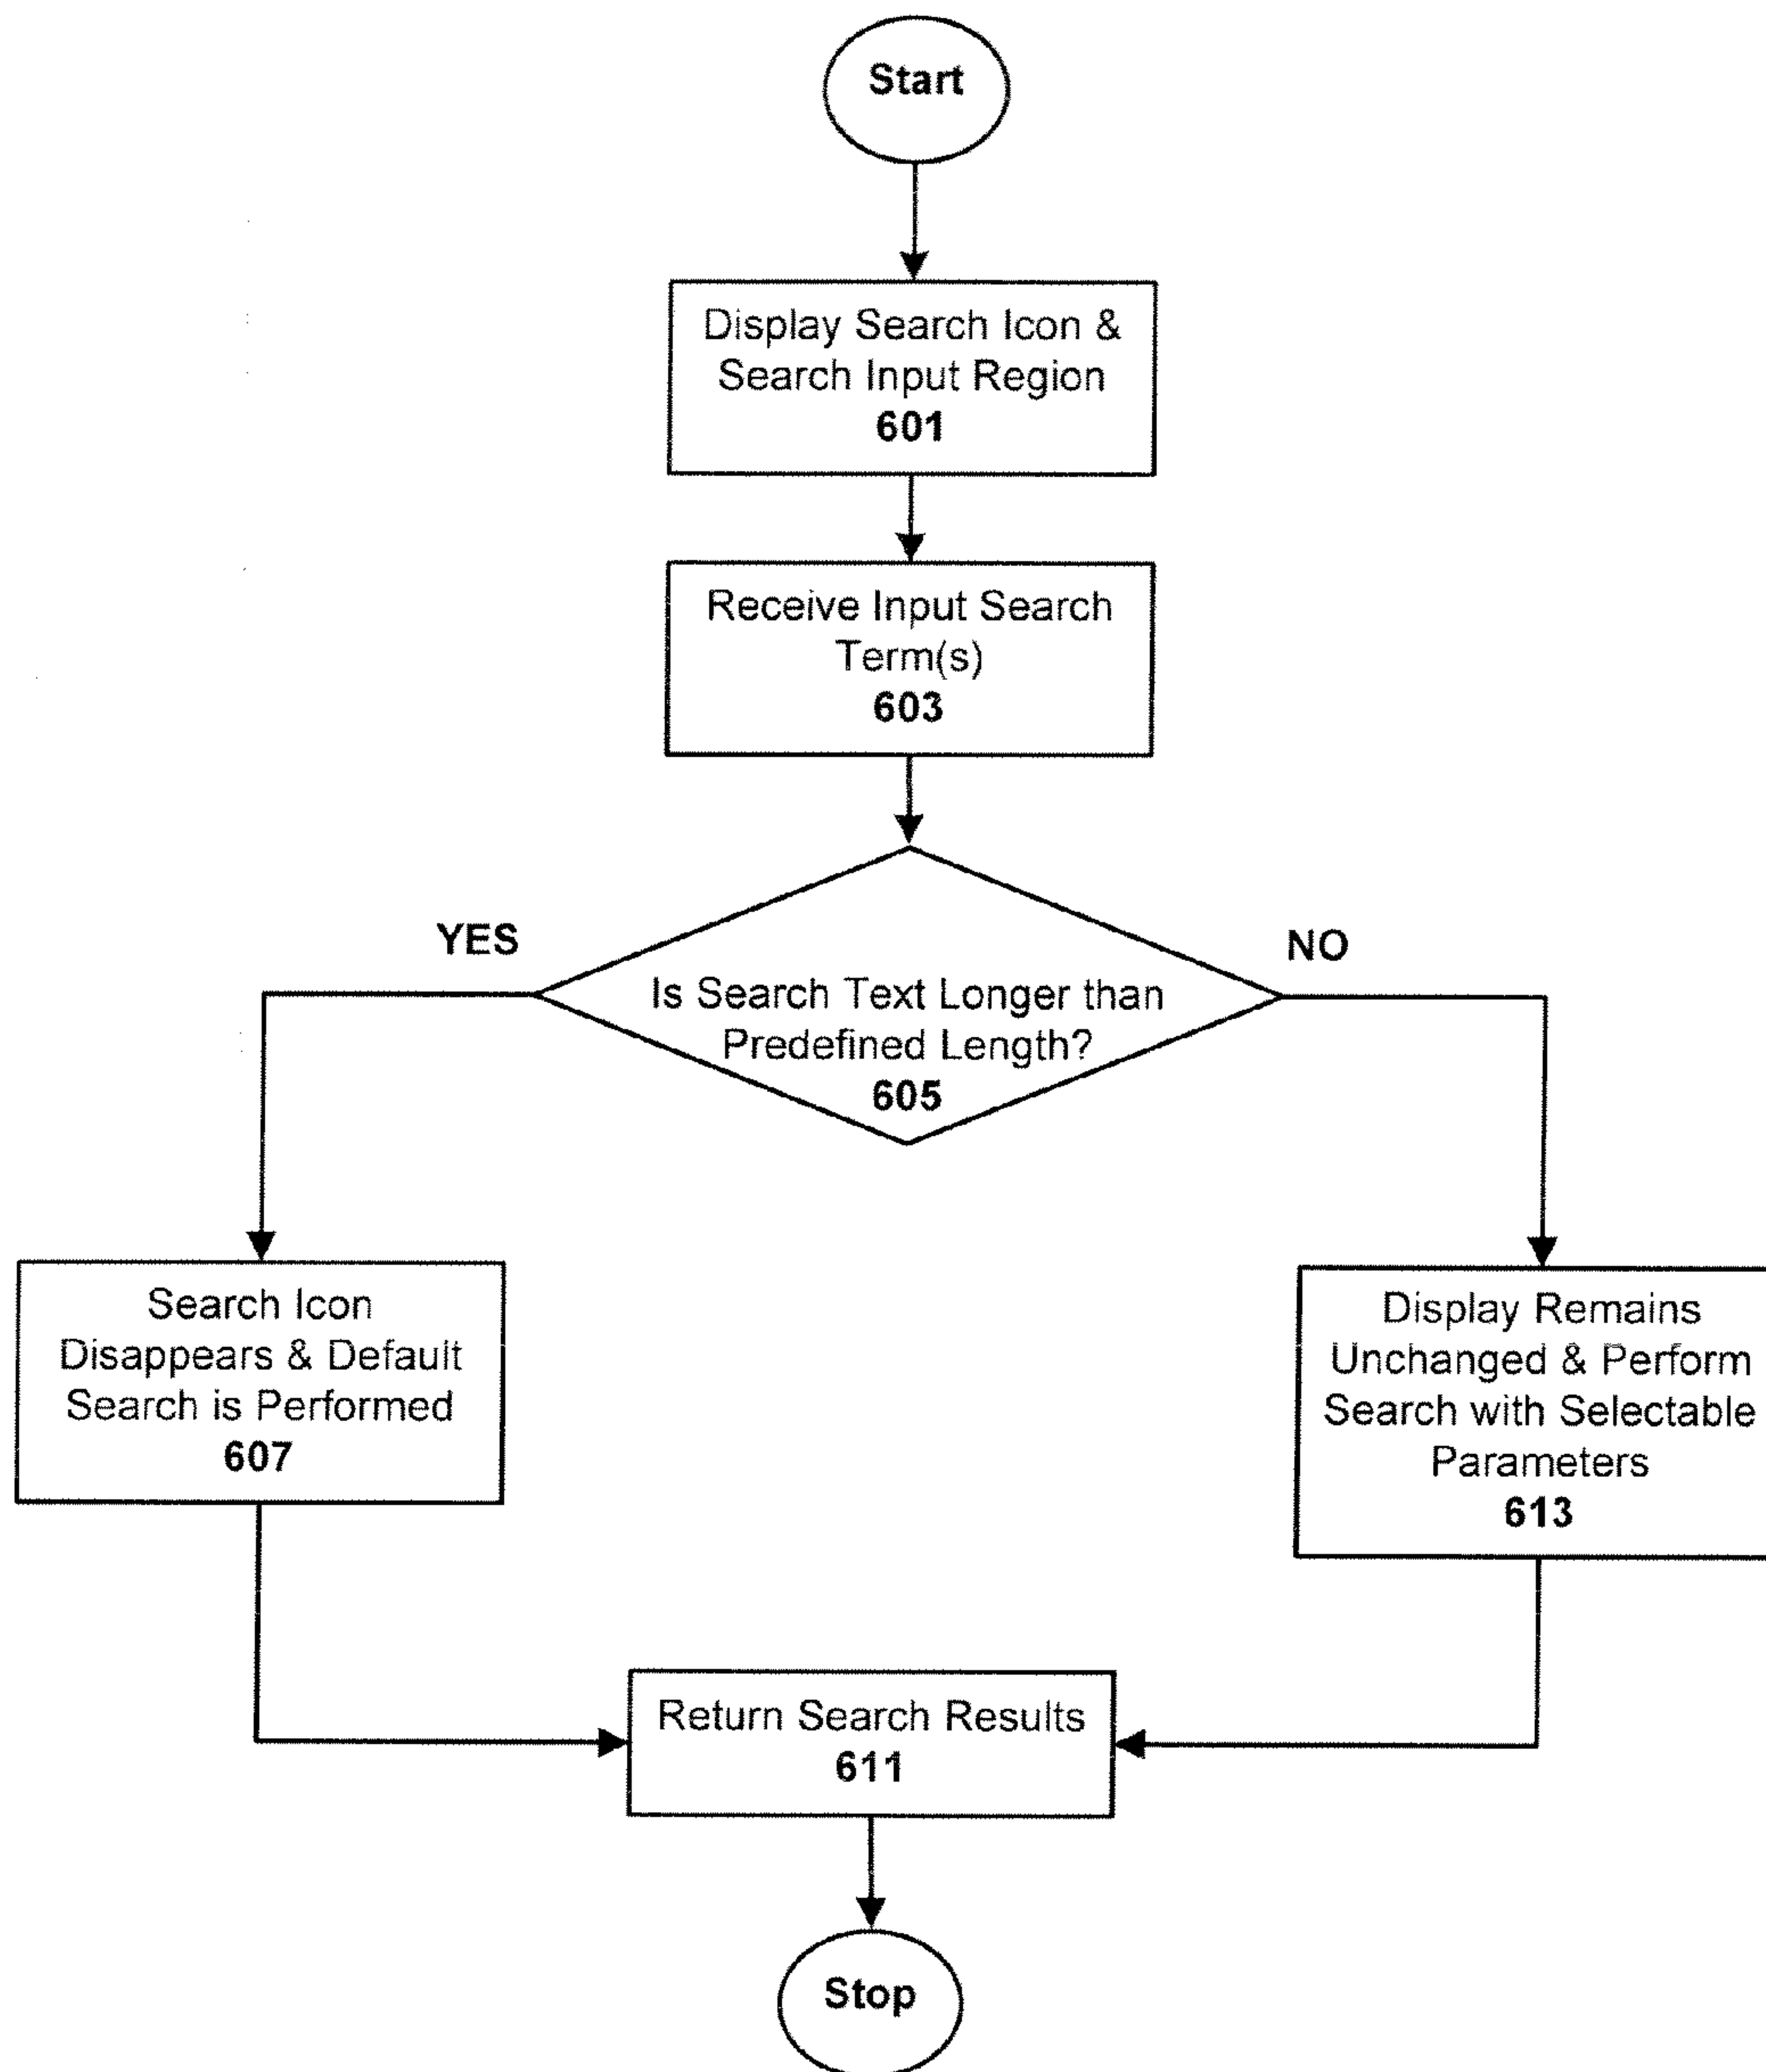 Start
Display Search Icon &
Search Input Region
601
Receive Input Search
Term(s)
603
YES
NO
Is Search Text Longer than
Predefined Length?
605
Search Icon
Disappears & Default
Search is Performed
607
Display Remains
Unchanged & Perform
Search with Selectable
Parameters
613
Return Search Results
611
Stop